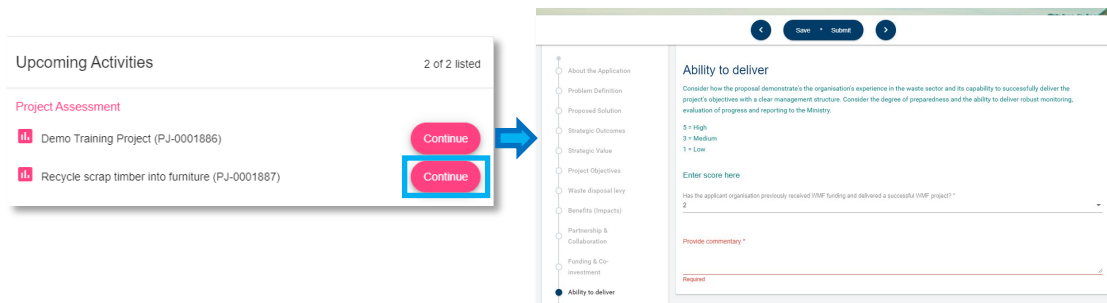 Upcoming Activities
2 of 2 listed
Project Assessment
Demo Training Project (PJ-0001886)
Continue
Recycle scrap timber into furniture (PJ-0001887)
Continue
Save • Submit
About the Application
Problem Definition
Proposed Solution
Strategic Outcomes
Strategic Value
Project Objectives
Waste disposal levy
Benefits (Impacts)
Partnership &
Collaboration
Funding & Co-
investment
Ability to deliver
Ability to deliver
Consider how the proposal demonstrate's the organisation's experience in the waste sector and its capability to successfully deliver the
project's objectives with a clear management structure. Consider the degree of preparedness and the ability to deliver robust monitoring,
evaluation of progress and reporting to the Ministry.
5 = High
3 = Medium
1 = Low
Enter score here
Has the applicant organisation previously received WMF funding and delivered a successful WMF project? *
2
Provide commentary *
Required